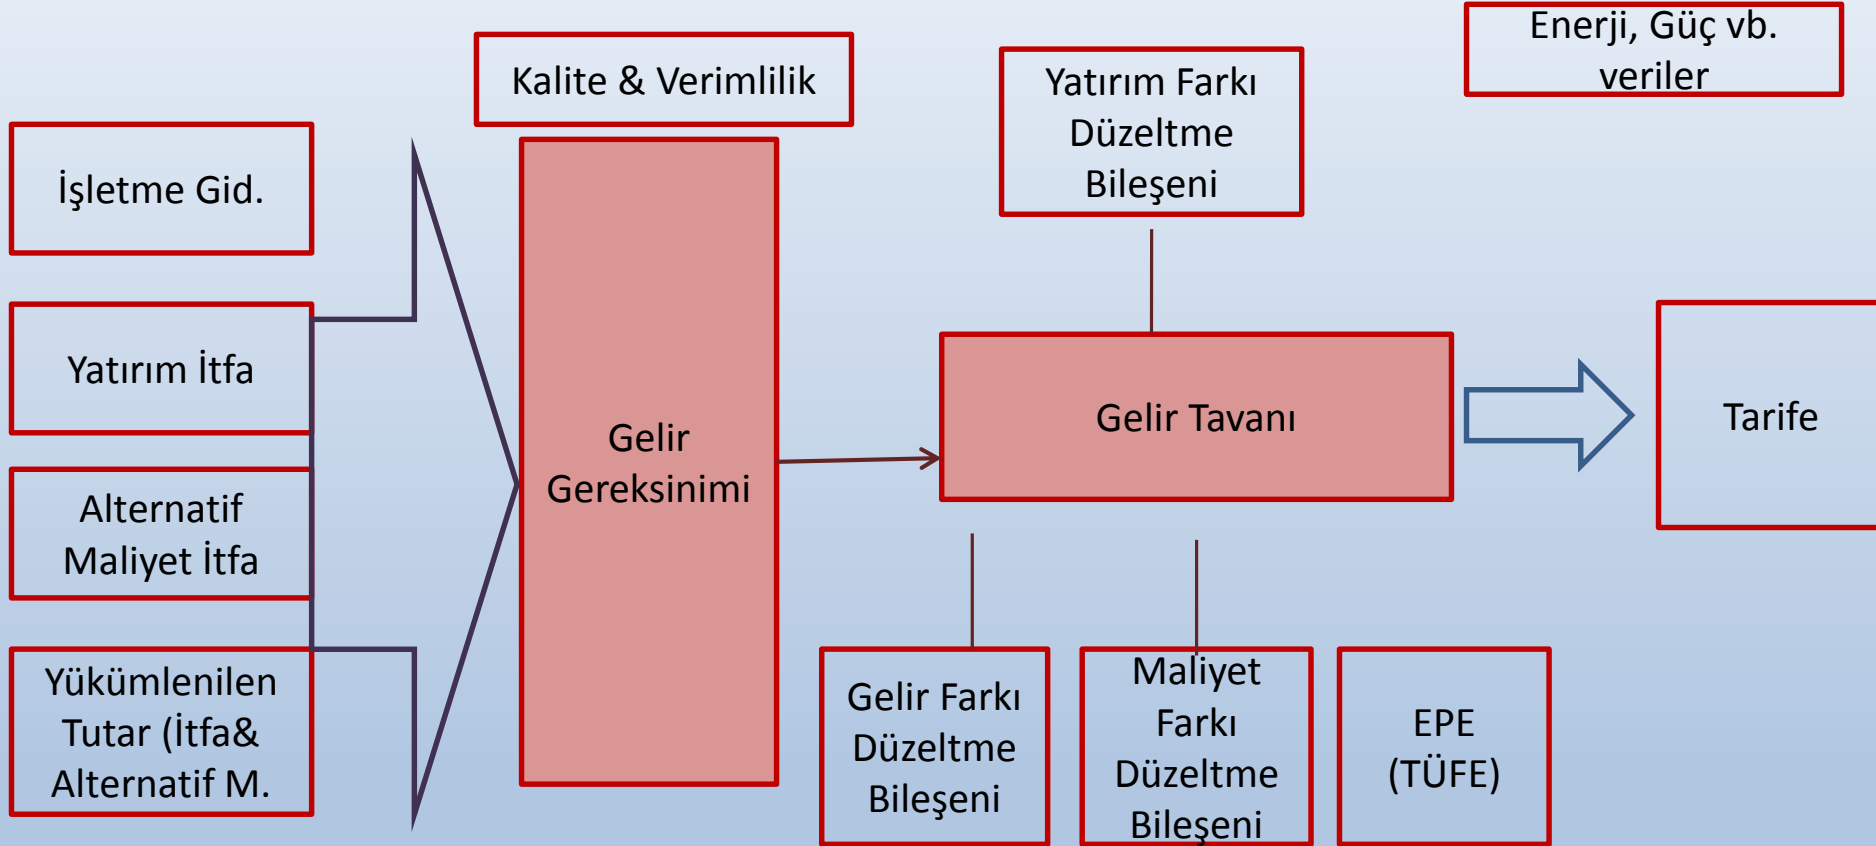 Enerji, Güç vb.
veriler
Kalite & Verimlilik
Yatırım Farkı
Düzeltme
Bileşeni
İşletme Gid.
Yatırım İtfa
Alternatif
Maliyet İtfa
Yükümlenilen
Tutar (İtfa&
Alternatif M.
Gelir
Gereksinimi
Gelir Tavanı
Tarife
Gelir Farkı
Düzeltme
Bileşeni
Maliyet
Farkı
Düzeltme
Bileşeni
EPE
(TÜFE)